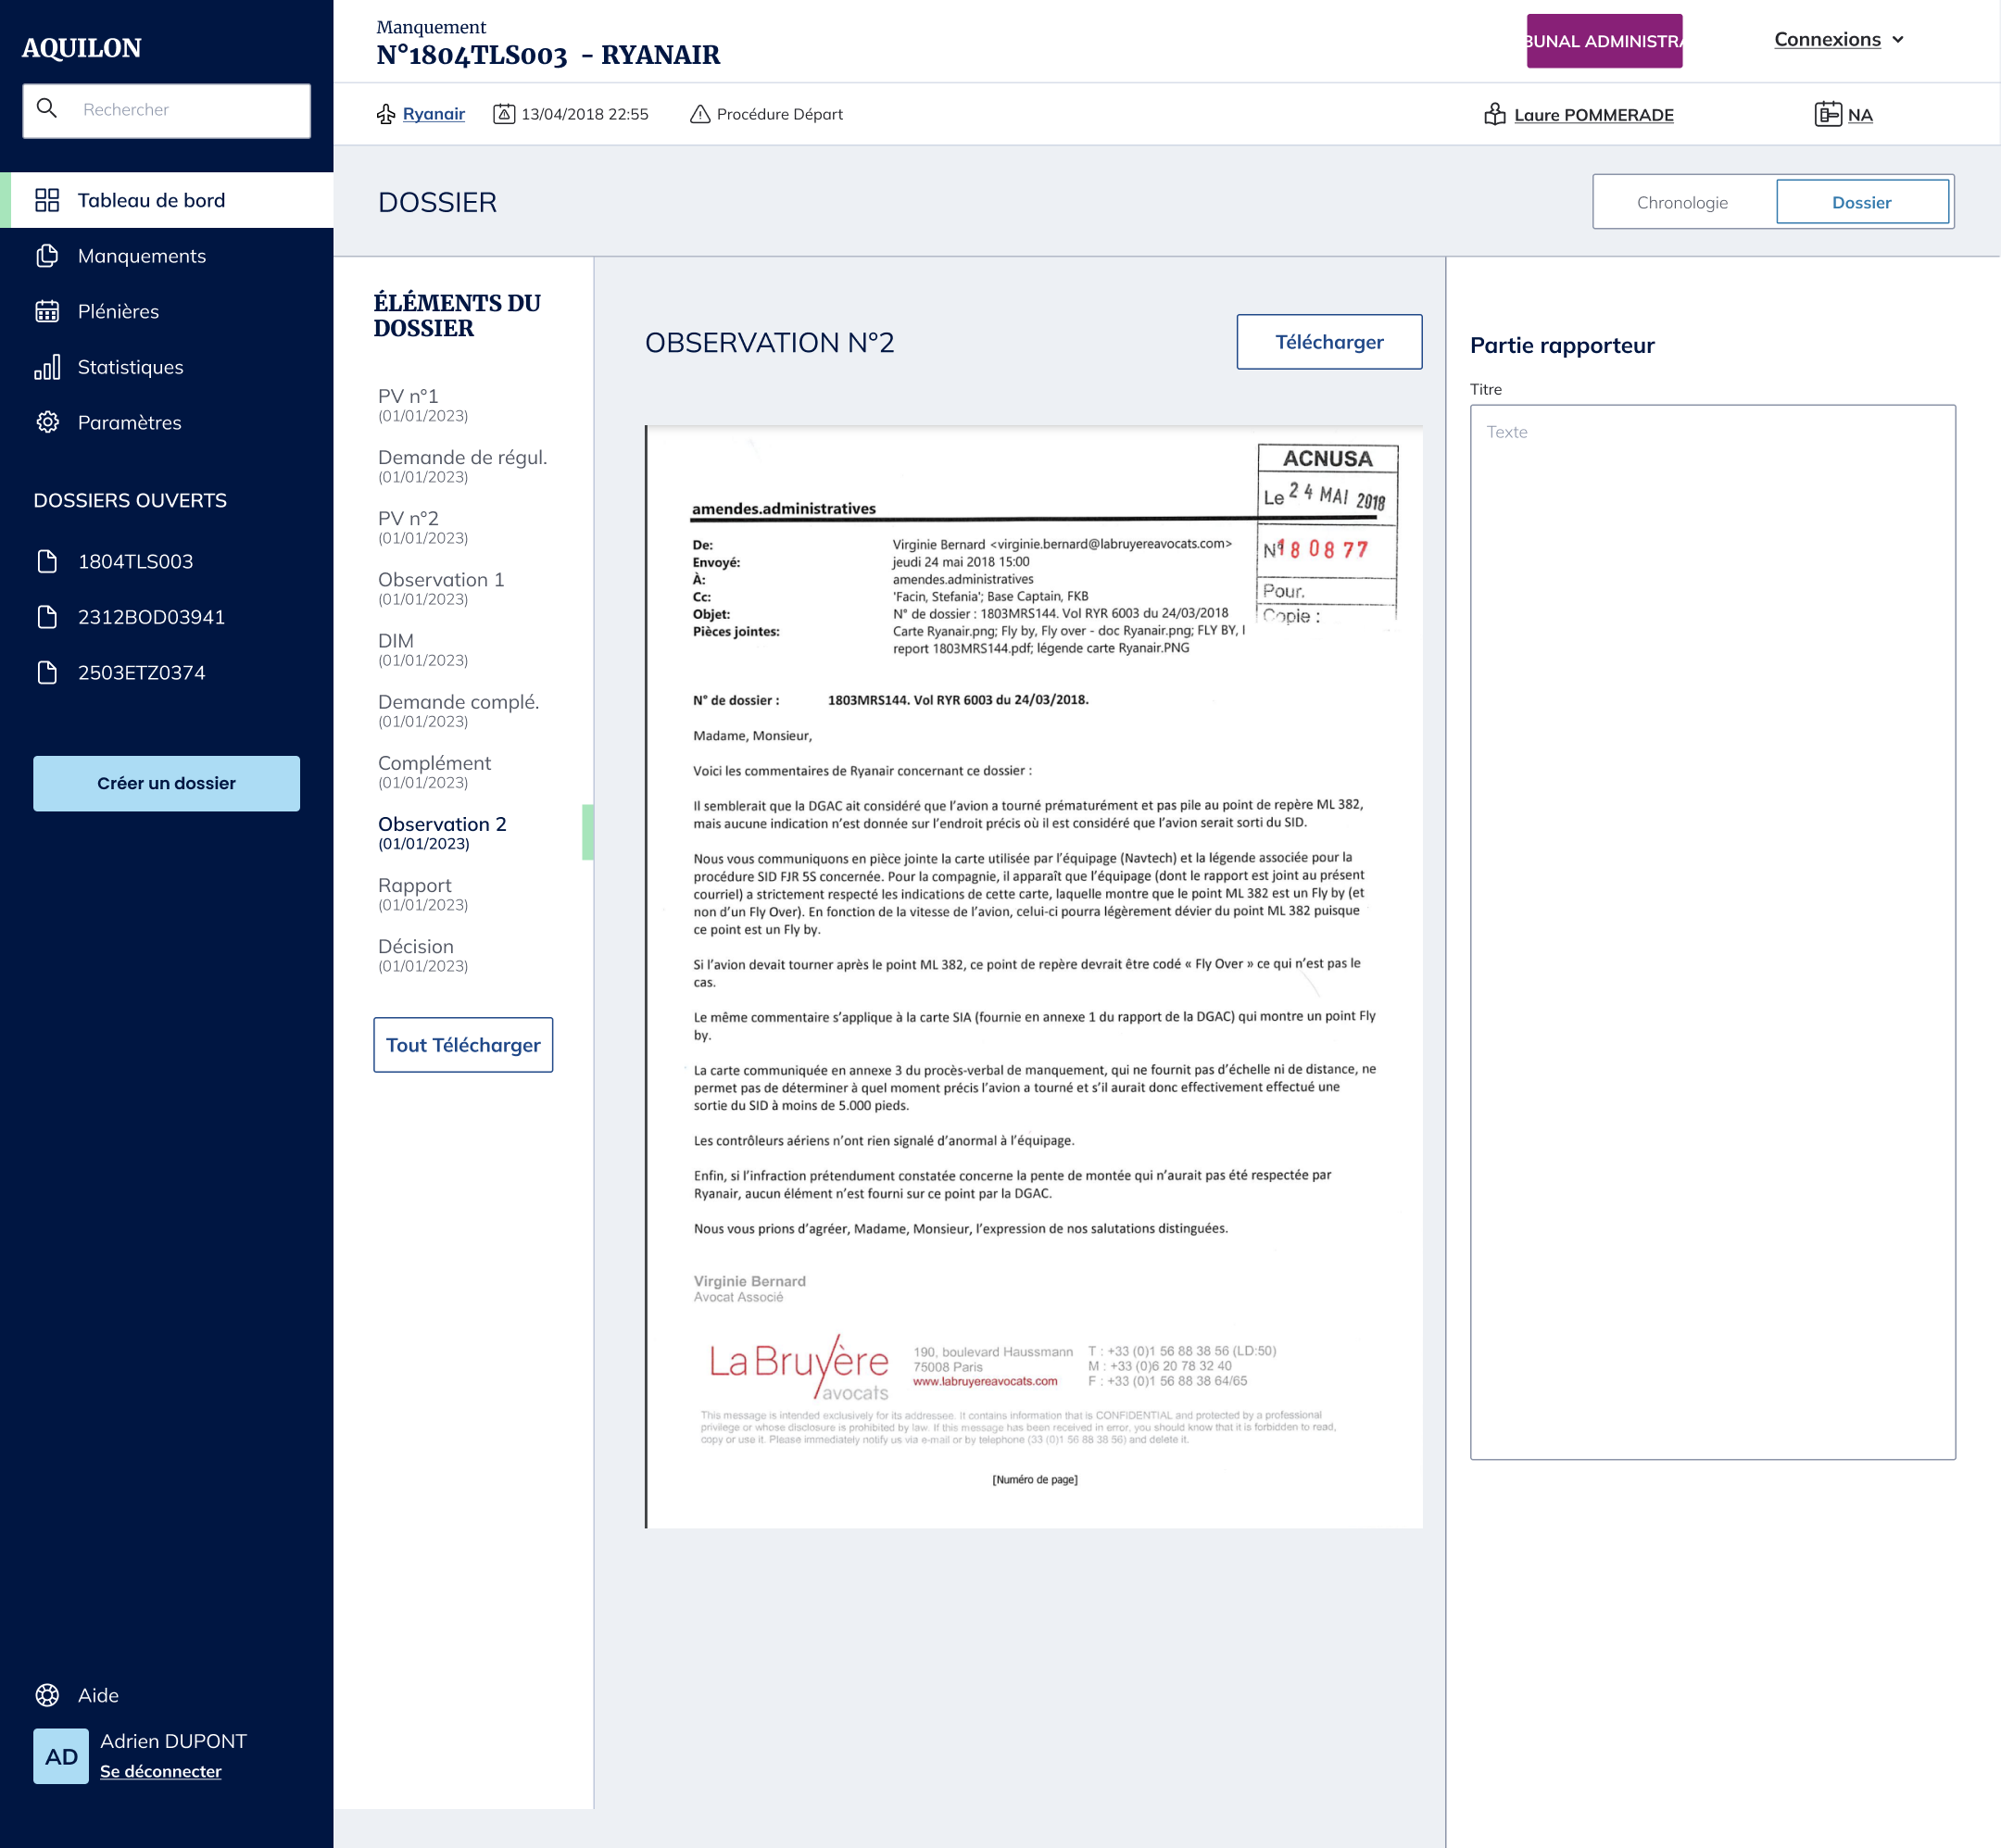 AQUILON
Rechercher
Tableau de bord
Manquements
Plénières
Statistiques
Paramètres
DOSSIERS OUVERTS
1804TLS003
2312BOD03941
2503ETZ0374
Créer un dossier
Aide
AD
Adrien DUPONT
Se déconnecter
Manquement
N°1804TLS003 - RYANAIR
BUNAL ADMINISTRA
Connexions
Ryanair
13/04/2018 22:55
Procédure Départ
Laure POMMERADE
NA
DOSSIER
Chronologie
Dossier
ÉLÉMENTS DU
DOSSIER
PV n°1
(01/01/2023)
Demande de régul.
(01/01/2023)
PV n°2
(01/01/2023)
Observation 1
(01/01/2023)
DIM
(01/01/2023)
Demande complé.
(01/01/2023)
Complément
(01/01/2023)
Observation 2
(01/01/2023)
Rapport
(01/01/2023)
Décision
(01/01/2023)
Tout Télécharger
OBSERVATION N°2
Télécharger
ACNUSA
Le 24 MAI 2018
N° 180877
Pour.
Copie :
amendes.administratives
De: Virginie Bernard <virginie.bernard@labruyereavocats.com>
Envoyé: jeudi 24 mai 2018 15:00
À: amendes.administratives
Cc: 'Facin, Stefania'; Base Captain, FKB
Objet: N° de dossier : 1803MRS144. Vol RYR 6003 du 24/03/2018
Pièces jointes: Carte Ryanair.png; Fly by, Fly over - doc Ryanair.png; FLY BY, I
report 1803MRS144.pdf; légende carte Ryanair.PNG
N° de dossier : 1803MRS144. Vol RYR 6003 du 24/03/2018.
Madame, Monsieur,
Voici les commentaires de Ryanair concernant ce dossier :
Il semblerait que la DGAC ait considéré que l'avion a tourné prématurément et pas pile au point de repère ML 382,
mais aucune indication n'est donnée sur l'endroit précis où il est considéré que l'avion serait sorti du SID.
Nous vous communiquons en pièce jointe la carte utilisée par l'équipage (Navtech) et la légende associée pour la
procédure SID FJR 5S concernée. Pour la compagnie, il apparaît que l'équipage (dont le rapport est joint au présent
courriel) a strictement respecté les indications de cette carte, laquelle montre que le point ML 382 est un Fly by (et
non d'un Fly Over). En fonction de la vitesse de l'avion, celui-ci pourra légèrement dévier du point ML 382 puisque
ce point est un Fly by.
Si l'avion devait tourner après le point ML 382, ce point de repère devrait être codé « Fly Over » ce qui n'est pas le
cas.
Le même commentaire s'applique à la carte SIA (fournie en annexe 1 du rapport de la DGAC) qui montre un point Fly
by.
La carte communiquée en annexe 3 du procès-verbal de manquement, qui ne fournit pas d'échelle ni de distance, ne
permet pas de déterminer à quel moment précis l'avion a tourné et s'il aurait donc effectivement effectué une
sortie du SID à moins de 5.000 pieds.
Les contrôleurs aériens n'ont rien signalé d'anormal à l'équipage.
Enfin, si l'infraction prétendument constatée concerne la pente de montée qui n'aurait pas été respectée par
Ryanair, aucun élément n'est fourni sur ce point par la DGAC.
Nous vous prions d'agréer, Madame, Monsieur, l'expression de nos salutations distinguées.
Virginie Bernard
Avocat Associé
La Bruyère
avocats
190, boulevard Haussmann T : +33 (0)1 56 88 38 56 (LD:50)
75008 Paris M : +33 (0)6 20 78 32 40
www.labruyereavocats.com F : +33 (0)1 56 88 38 64/65
This message is intended exclusively for its addressee. It contains information that is CONFIDENTIAL and protected by a professional
privilege or whose disclosure is prohibited by law. If this message has been received in error, you should know that it is forbidden to read,
copy or use it. Please immediately notify us via e-mail or by telephone (33 (0)1 56 88 38 56) and delete it.
[Numéro de page]
Partie rapporteur
Titre
Texte